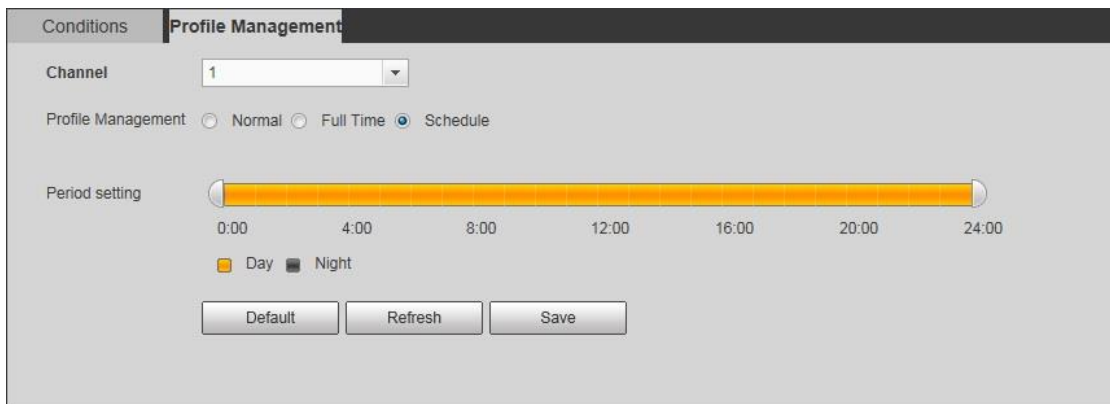 Conditions Profile Management
Channel 1
Profile Management Normal Full Time Schedule
Period setting
0:00 4:00 8:00 12:00 16:00 20:00 24:00
Day Night
Default Refresh Save